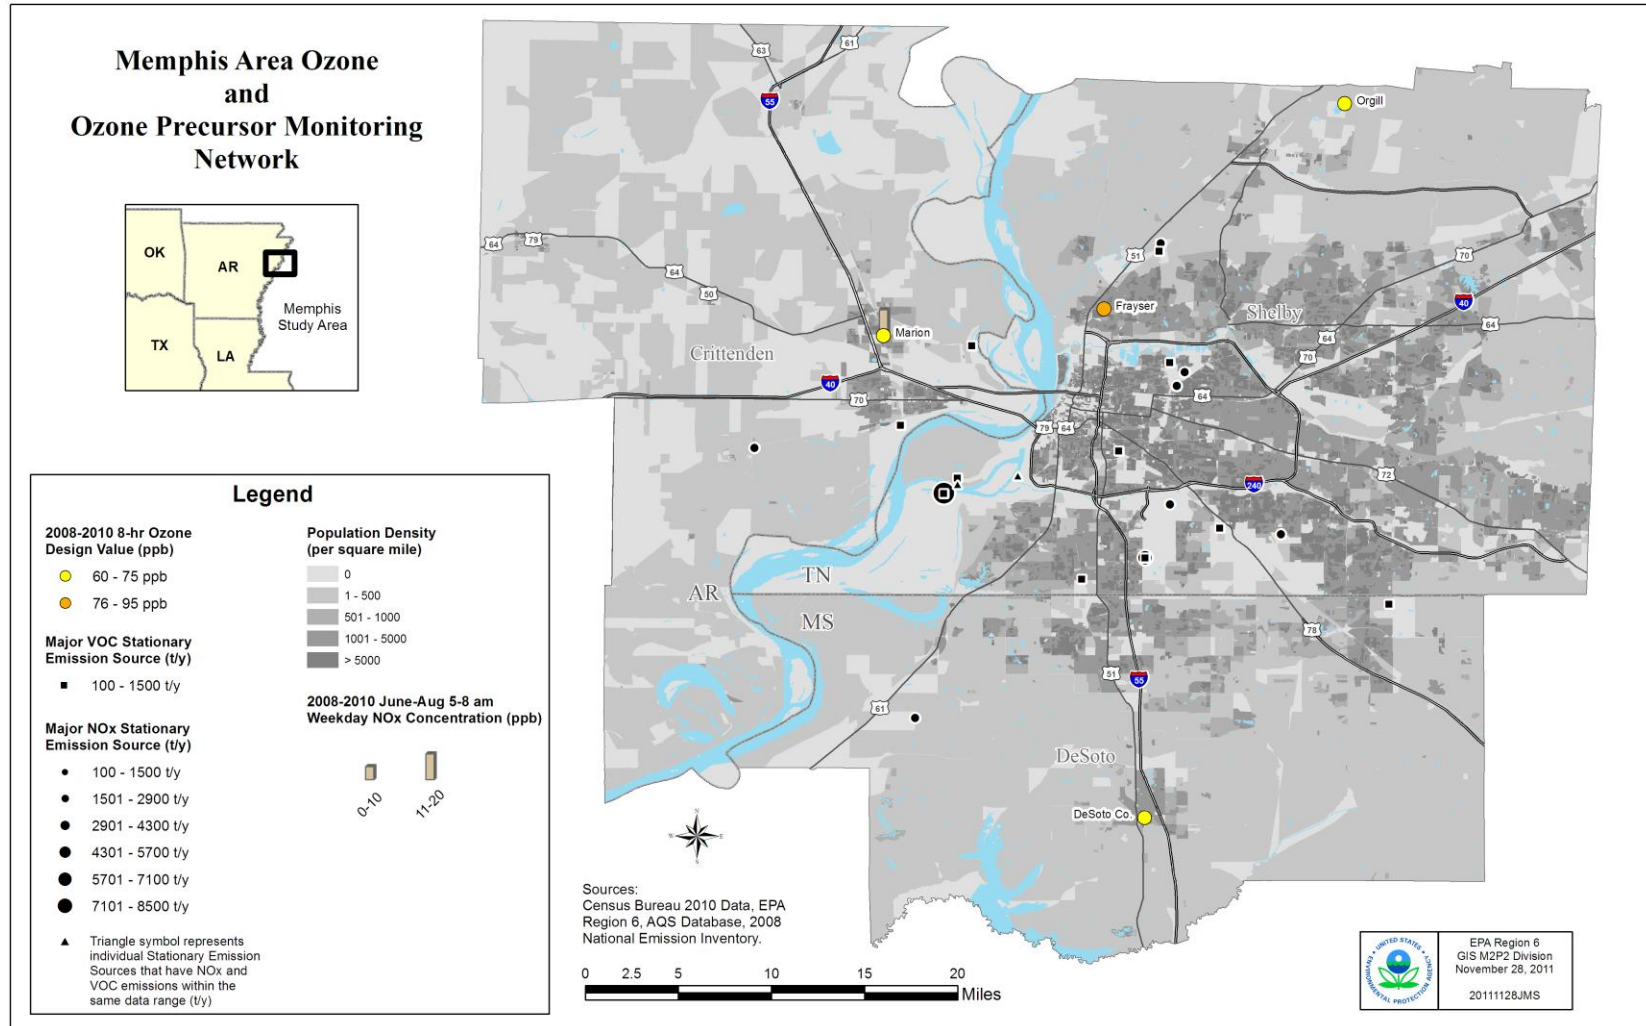 Memphis Area Ozone
and
Ozone Precursor Monitoring
Network
OK
AR
TX
LA
Memphis
Study Area
Legend
2008-2010 8-hr Ozone
Design Value (ppb)
60 - 75 ppb
76 - 95 ppb
Major VOC Stationary
Emission Source (t/y)
100 - 1500 t/y
Major NOx Stationary
Emission Source (t/y)
100 - 1500 t/y
1501 - 2900 t/y
2901 - 4300 t/y
4301 - 5700 t/y
5701 - 7100 t/y
7101 - 8500 t/y
Triangle symbol represents
individual Stationary Emission
Sources that have NOx and
VOC emissions within the
same data range (t/y)
Population Density
(per square mile)
0
1 - 500
501 - 1000
1001 - 5000
> 5000
2008-2010 June-Aug 5-8 am
Weekday NOx Concentration (ppb)
0-10
11-20
63
61
55
Orgill
64
79
64
50
51
70
40
Frayser
Shelby
64
Marion
64
70
Crittenden
40
70
64
79
64
72
240
TN
AR
MS
78
51
55
61
DeSoto
DeSoto Co.
N
W
E
S
Sources:
Census Bureau 2010 Data, EPA
Region 6, AQS Database, 2008
National Emission Inventory.
0
2.5
5
10
15
20
Miles
UNITED STATES
ENVIRONMENTAL PROTECTION AGENCY
EPA Region 6
GIS M2P2 Division
November 28, 2011
20111128JMS